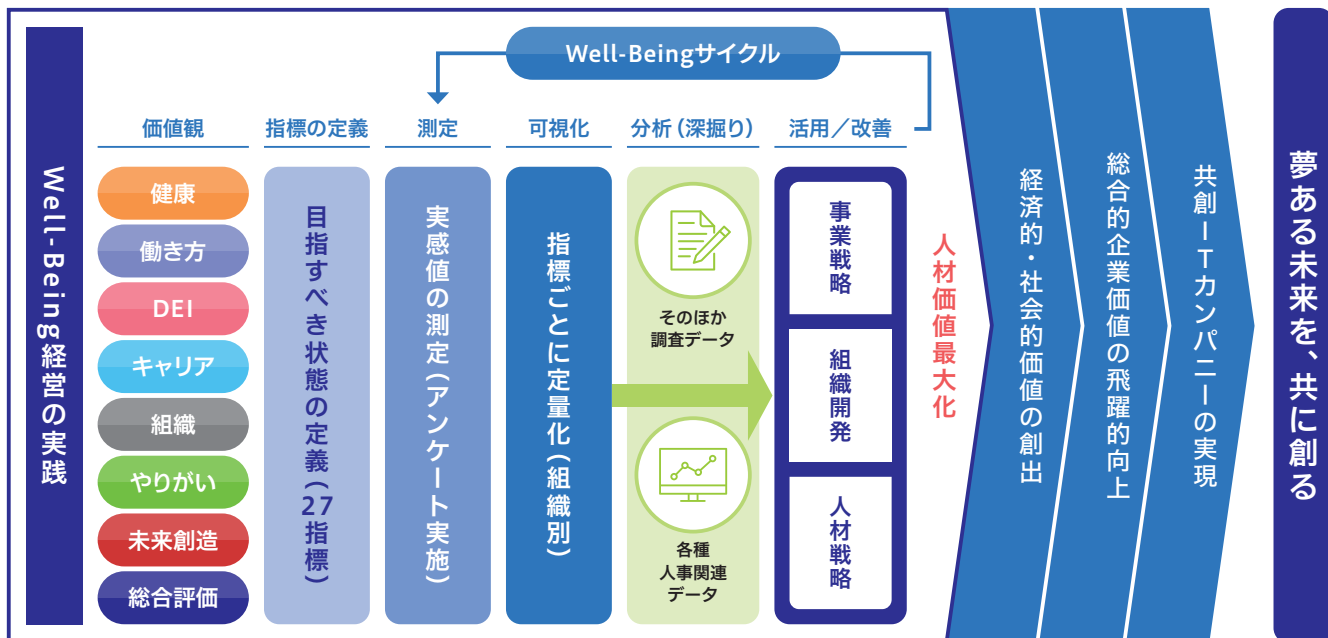 Well-Being経営の実践
Well-Beingサイクル
価値観
健康
働き方
DEI
キャリア
組織
やりがい
未来創造
総合評価
指標の定義
目指すべき状態の定義(27指標)
測定
実感値の測定(アンケート実施)
可視化
指標ごとに定量化(組織別)
分析(深掘り)
そのほか
調査データ
各種
人事関連
データ
活用/改善
事業戦略
組織開発
人材戦略
人材価値最大化
経済的・社会的価値の創出
総合的企業価値の飛躍的向上
共創ITカンパニーの実現
夢ある未来を、共に創る